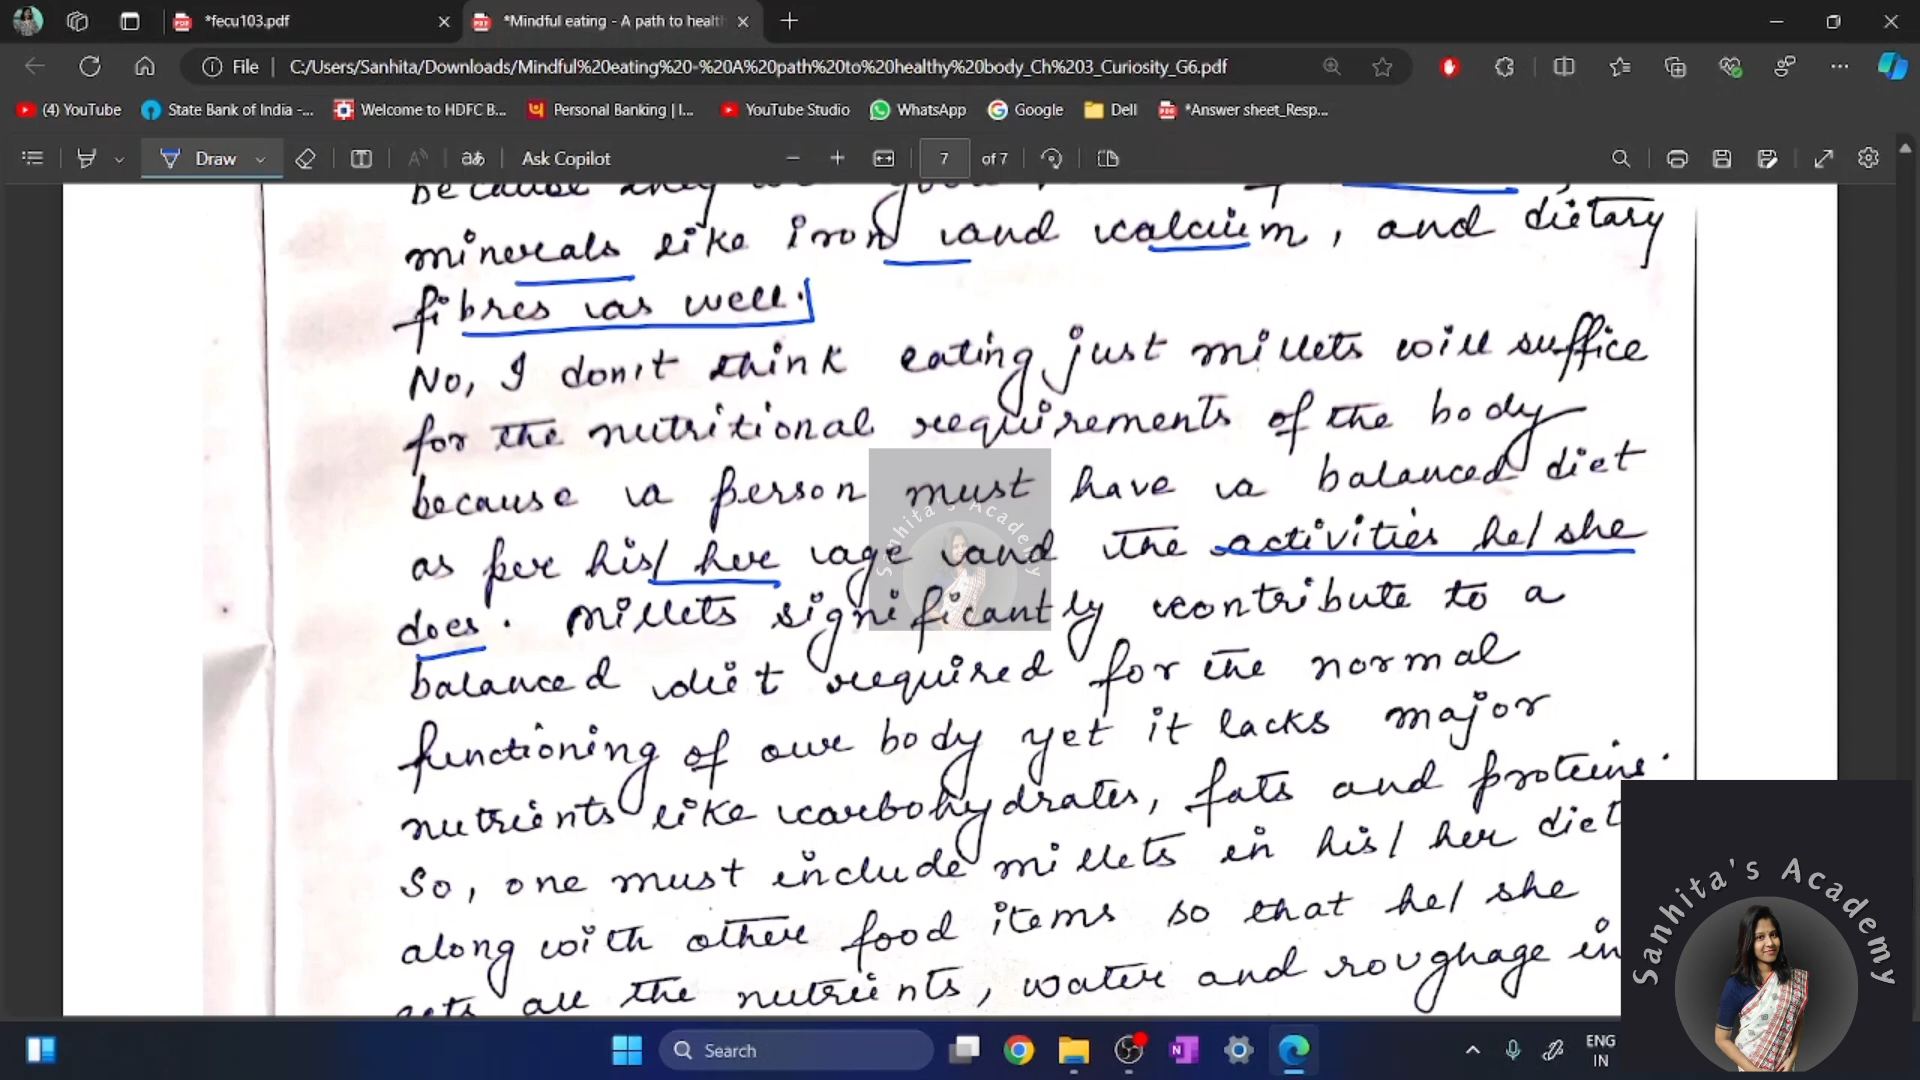 *fecu103.pdf
*Mindful eating - A path to healt
File
C:/Users/Sanhita/Downloads/Mindful%20eating%20-%20A%20path%20to%20healthy%20body_Ch%203_Curiosity_G6.pdf
(4) YouTube
State Bank of India -...
Welcome to HDFC B...
Personal Banking | I...
YouTube Studio
WhatsApp
Google
Dell
*Answer sheet_Resp...
Draw
Ask Copilot
7 of 7
because they
minerals like iron and calcium, and dietary
fibres as well.
No, I don't think eating just millets will suffice
for the nutritional requirements of the body
because a person must have a balanced diet
as per his/ her age and the activities he/ she
does. Millets significantly contribute to a
balanced diet required for the normal
functioning of our body yet it lacks major
nutrients like carbohydrates, fats and proteins.
So, one must include millets in his/ her diet
along with other food items so that he/ she
gets all the nutrients, water and roughage in
Sanhita's Academy
Sanhita's Academy
Search
ENG
IN